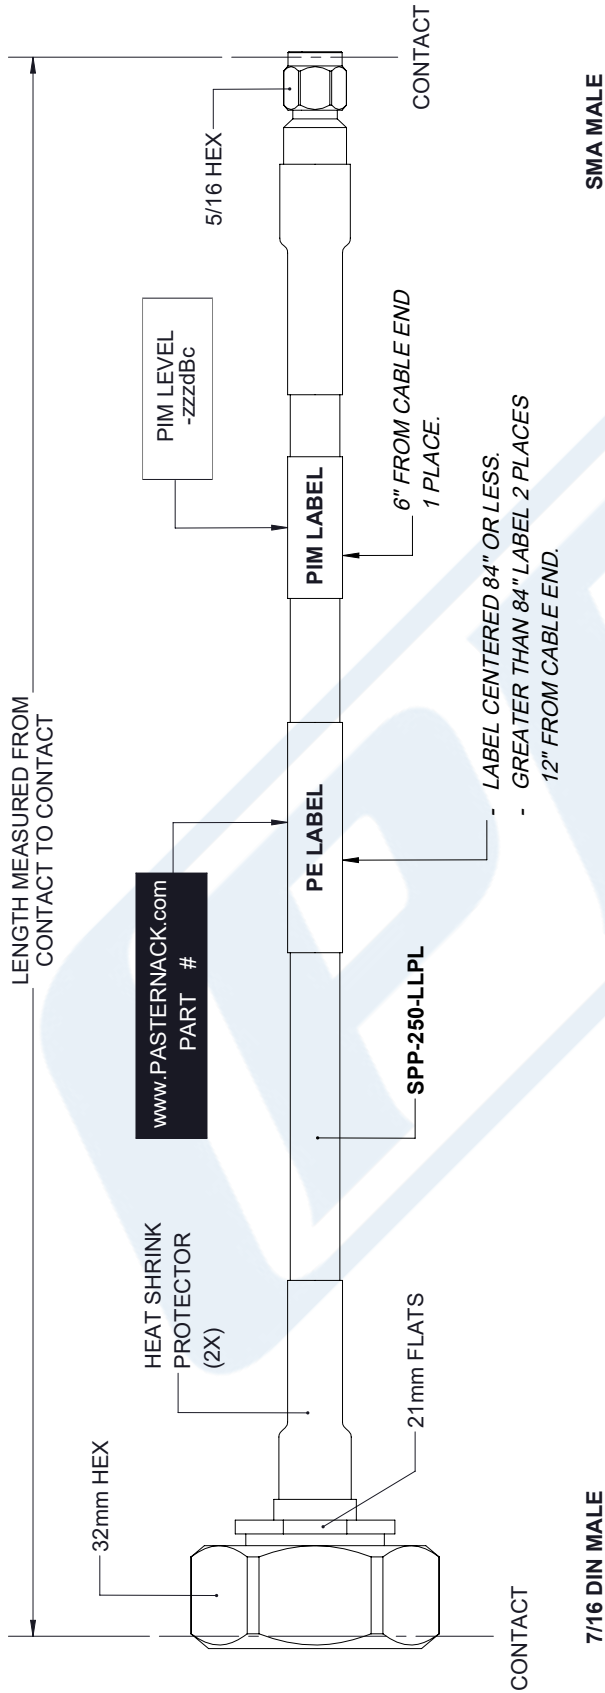 LENGTH MEASURED FROM
CONTACT TO CONTACT
32mm HEX
HEAT SHRINK
PROTECTOR
(2X)
www.PASTERNACK.com
PART #
PIM LEVEL
-zzzdBc
5/16 HEX
PE LABEL
PIM LABEL
21mm FLATS
SPP-250-LLPL
6" FROM CABLE END
1 PLACE.
- LABEL CENTERED 84" OR LESS.
- GREATER THAN 84" LABEL 2 PLACES
12" FROM CABLE END.
CONTACT
CONTACT
7/16 DIN MALE
SMA MALE